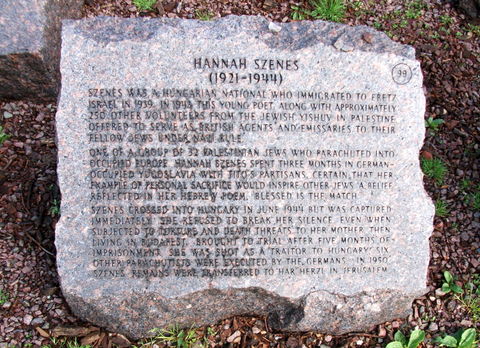 HANNAH SZENES
(1921-1944)
39
SZENES WAS A HUNGARIAN NATIONAL WHO IMMIGRATED TO ERETZ
ISRAEL IN 1939. IN 1943 THIS YOUNG POET, ALONG WITH APPROXIMATELY
250 OTHER VOLUNTEERS FROM THE JEWISH YISHUV IN PALESTINE
OFFERED TO SERVE AS BRITISH AGENTS AND EMISSARIES TO THEIR
FELLOW JEWS UNDER NAZI RULE.
ONE OF A GROUP OF 32 PALESTINIAN JEWS WHO PARACHUTED INTO
OCCUPIED EUROPE, HANNAH SZENES SPENT THREE MONTHS IN GERMAN-
OCCUPIED YUGOSLAVIA WITH TITO'S PARTISANS, CERTAIN THAT HER
EXAMPLE OF PERSONAL SACRIFICE WOULD INSPIRE OTHER JEWS, A BELIEF
REFLECTED IN HER HEBREW POEM, BLESSED IS THE MATCH.
SZENES CROSSED INTO HUNGARY IN JUNE 1944 BUT WAS CAPTURED
IMMEDIATELY. SHE REFUSED TO BREAK HER SILENCE EVEN WHEN
SUBJECTED TO TORTURE AND DEATH THREATS TO HER MOTHER THEN
LIVING IN BUDAPEST. BROUGHT TO TRIAL AFTER FIVE MONTHS OF
IMPRISONMENT, SHE WAS SHOT AS A TRAITOR TO HUNGARY. SIX
OTHER PARACHUTISTS WERE EXECUTED BY THE GERMANS. IN 1950,
SZENES' REMAINS WERE TRANSFERRED TO HAR HERZL IN JERUSALEM.